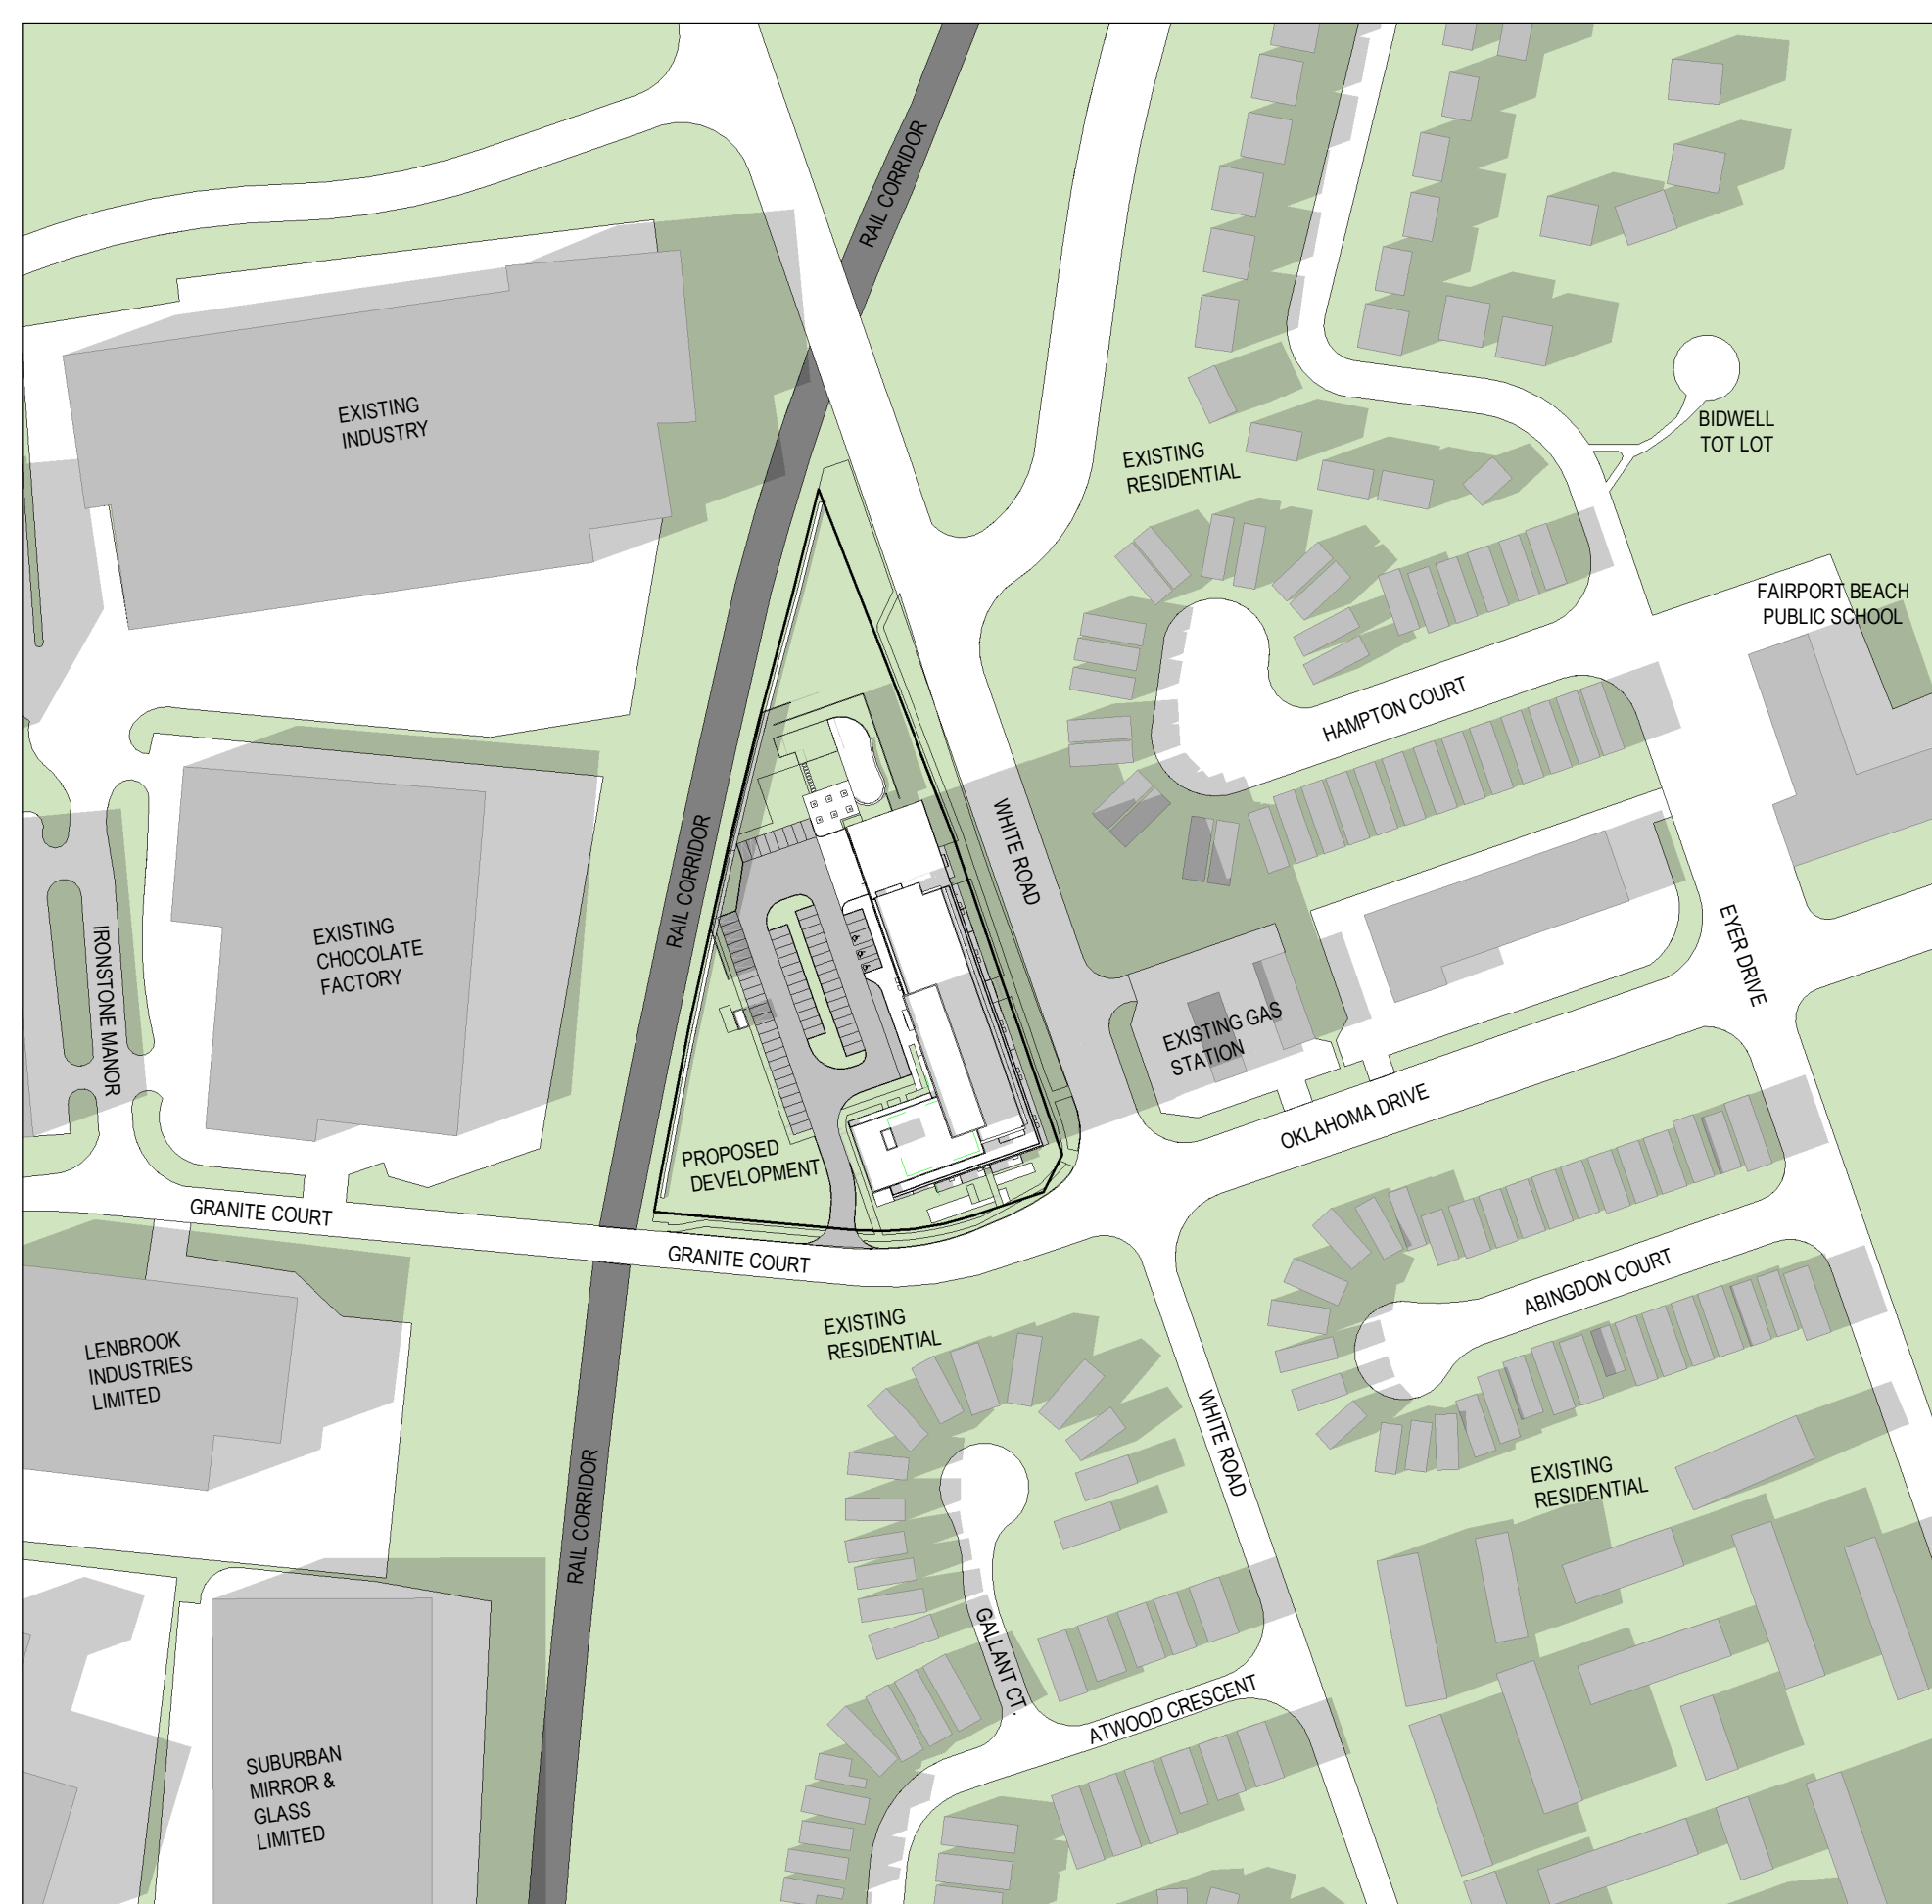 RAIL CORRIDOR
EXISTING
INDUSTRY
BIDWELL
TOT LOT
EXISTING
RESIDENTIAL
FAIRPORT BEACH
PUBLIC SCHOOL
HAMPTON COURT
WHITE ROAD
RAIL CORRIDOR
EXISTING
CHOCOLATE
FACTORY
IRONSTONE MANOR
EYER DRIVE
EXISTING GAS
STATION
OKLAHOMA DRIVE
PROPOSED
DEVELOPMENT
GRANITE COURT
GRANITE COURT
ABINGDON COURT
EXISTING
RESIDENTIAL
LENBROOK
INDUSTRIES
LIMITED
WHITE ROAD
EXISTING
RESIDENTIAL
RAIL CORRIDOR
GALLANT CT.
ATWOOD CRESCENT
SUBURBAN
MIRROR &
GLASS
LIMITED